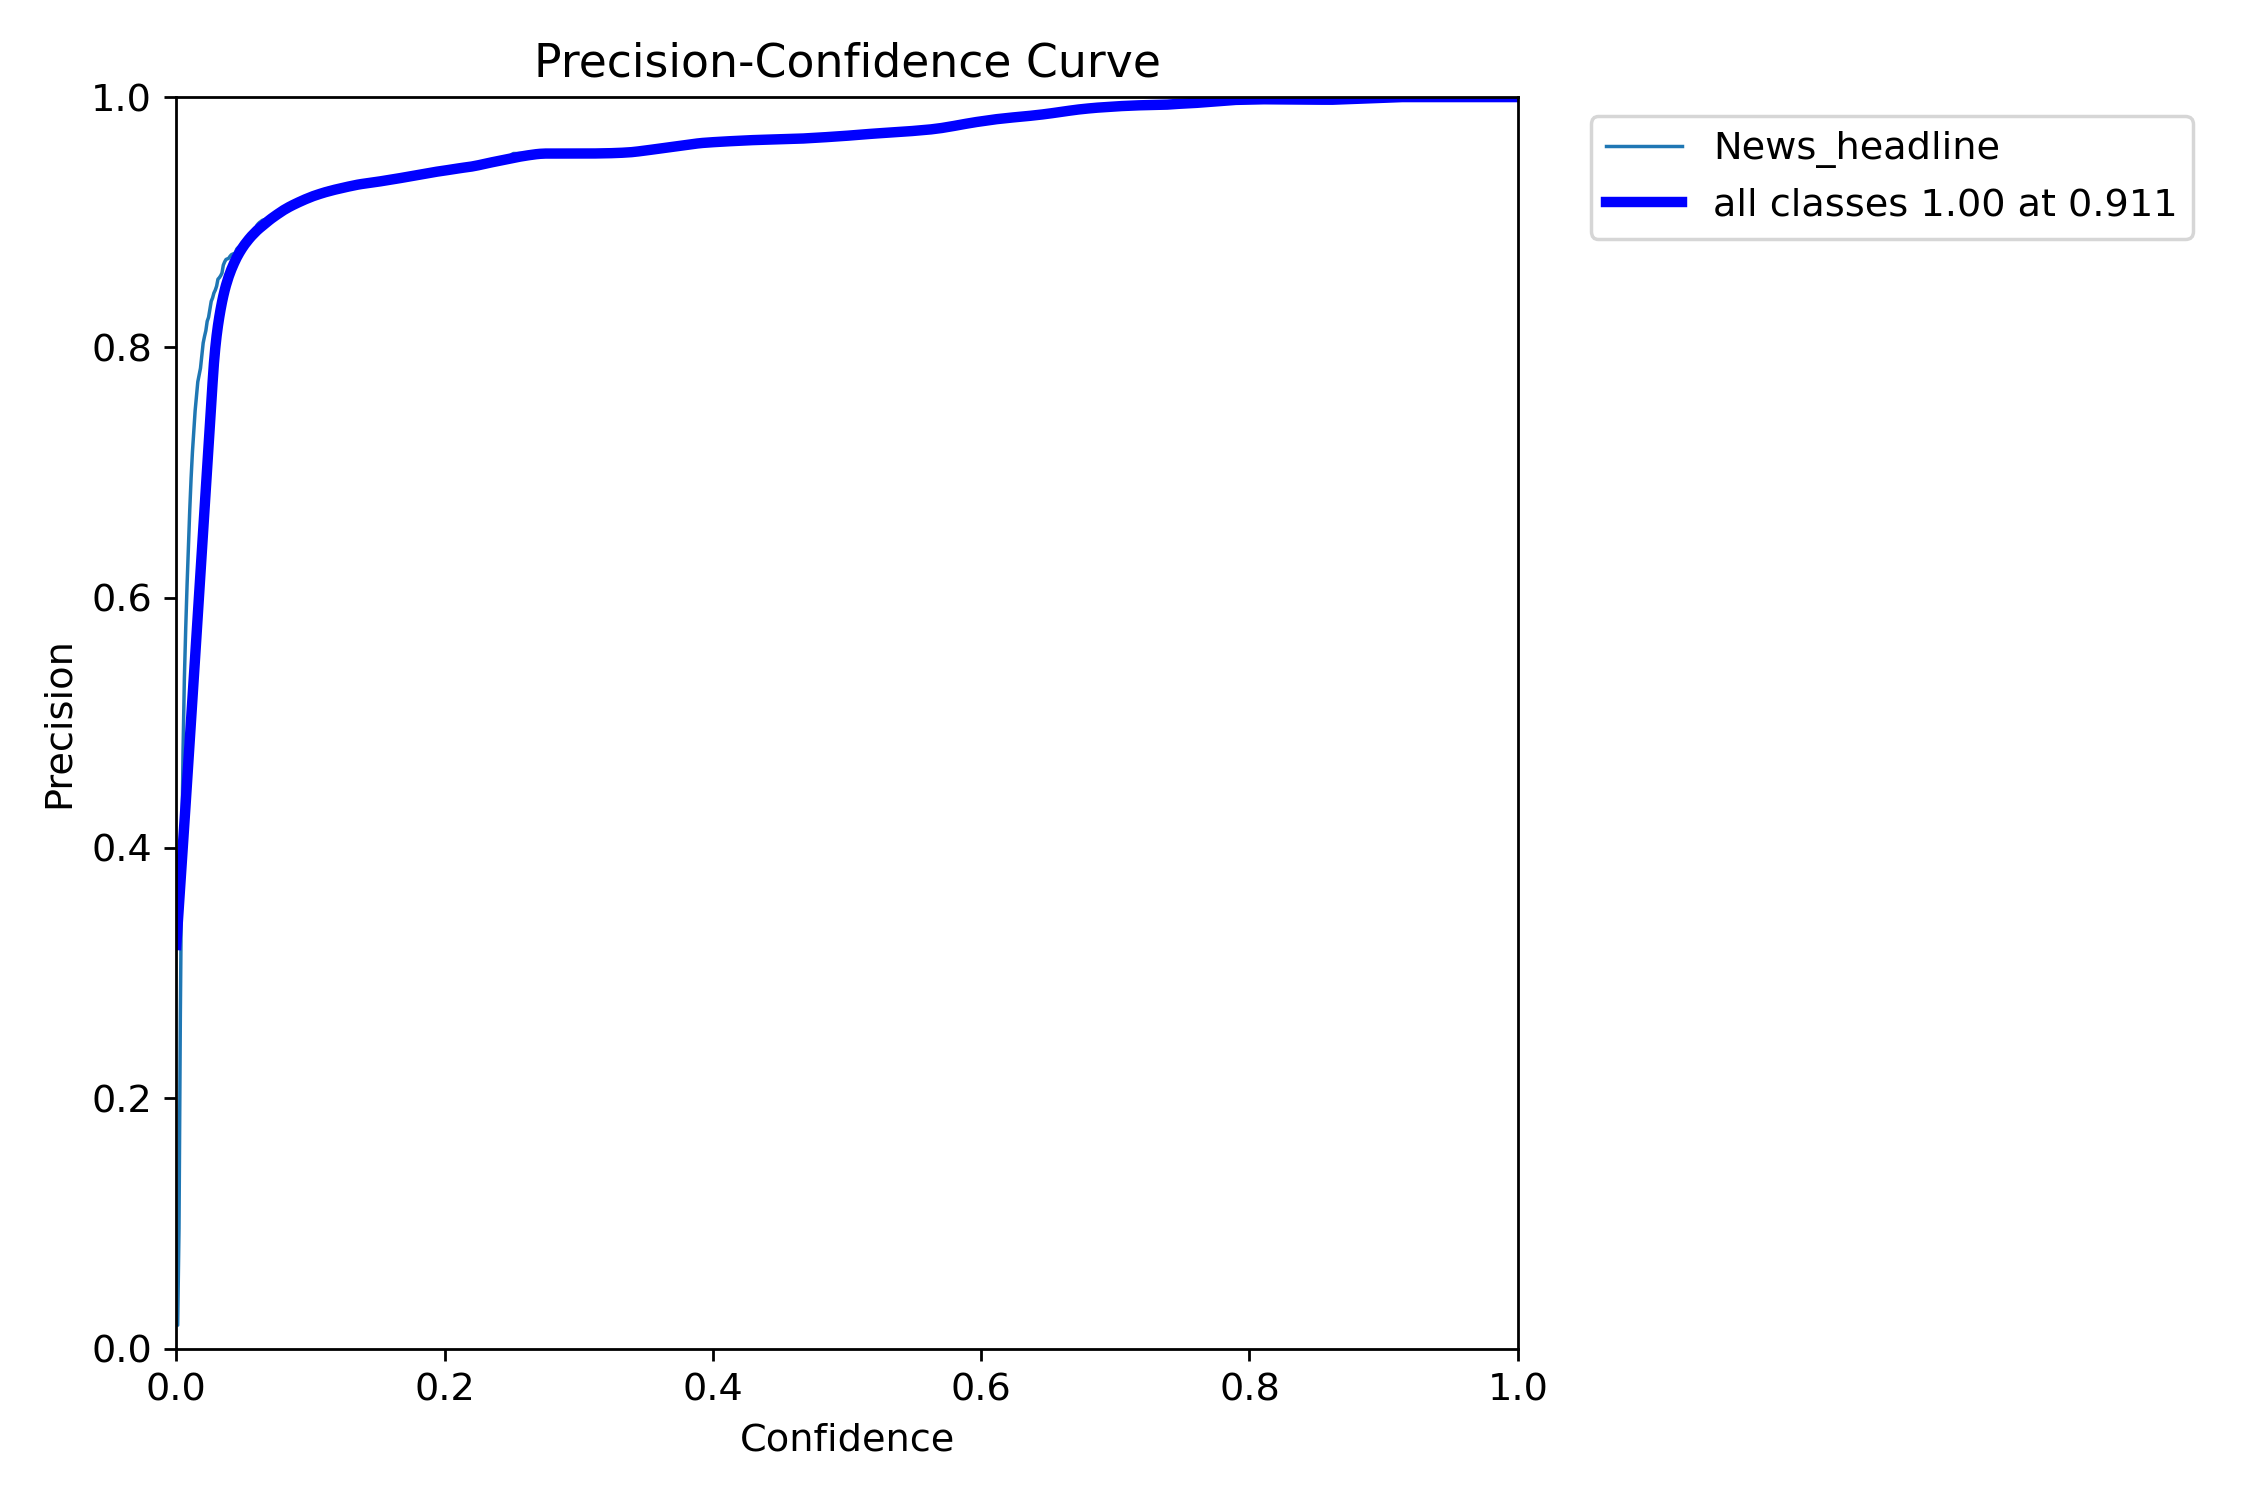 Precision-Confidence Curve
1.0
0.8
0.6
0.4
0.2
0.0
Precision
0.0 0.2 0.4 0.6 0.8 1.0
Confidence
News_headline
all classes 1.00 at 0.911